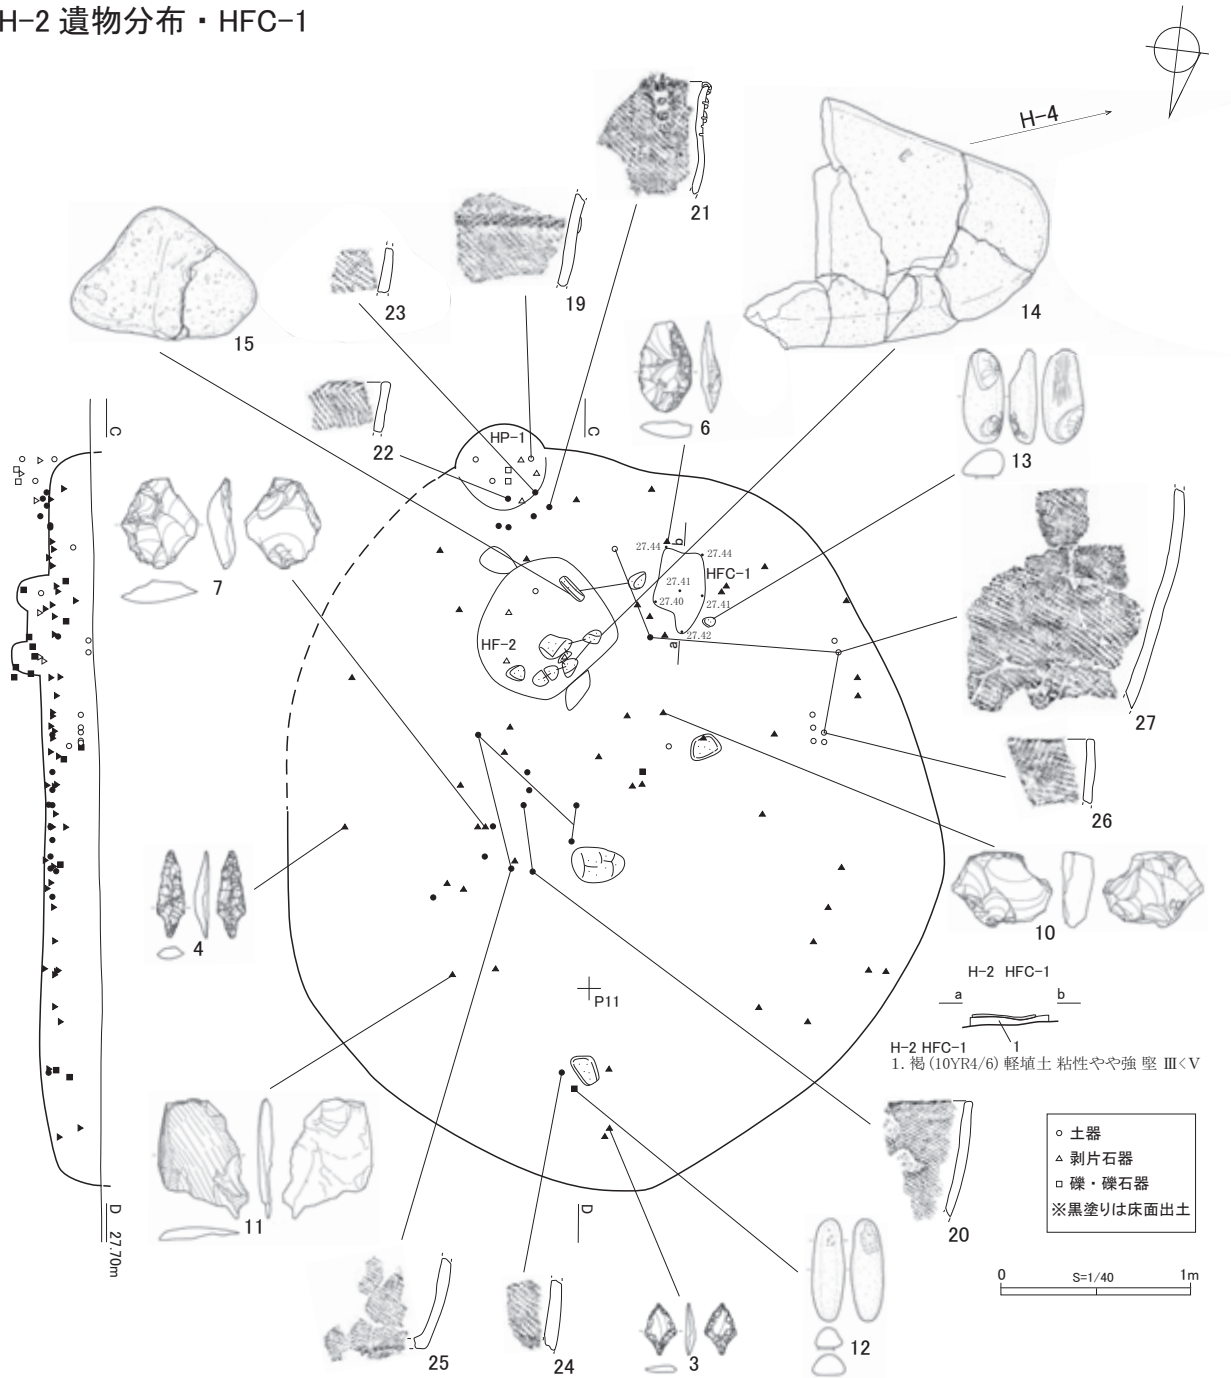 H-2 遺物分布・HFC-1
H-4
21
14
19
23
15
6
13
22
C
C
HP-1
7
27.44
b
27.44
HFC-1
27.41
27.40
27.41
27.42
a
HF-2
27
26
4
10
H-2 HFC-1
a
b
P11
1
H-2 HFC-1
1. 褐(10YR4/6) 軽埴土 粘性やや強 堅 Ⅲ<Ⅴ
○ 土器
△ 剥片石器
□ 礫・礫石器
※黒塗りは床面出土
11
20
D
27.70m
D
0
S=1/40
1m
25
24
3
12